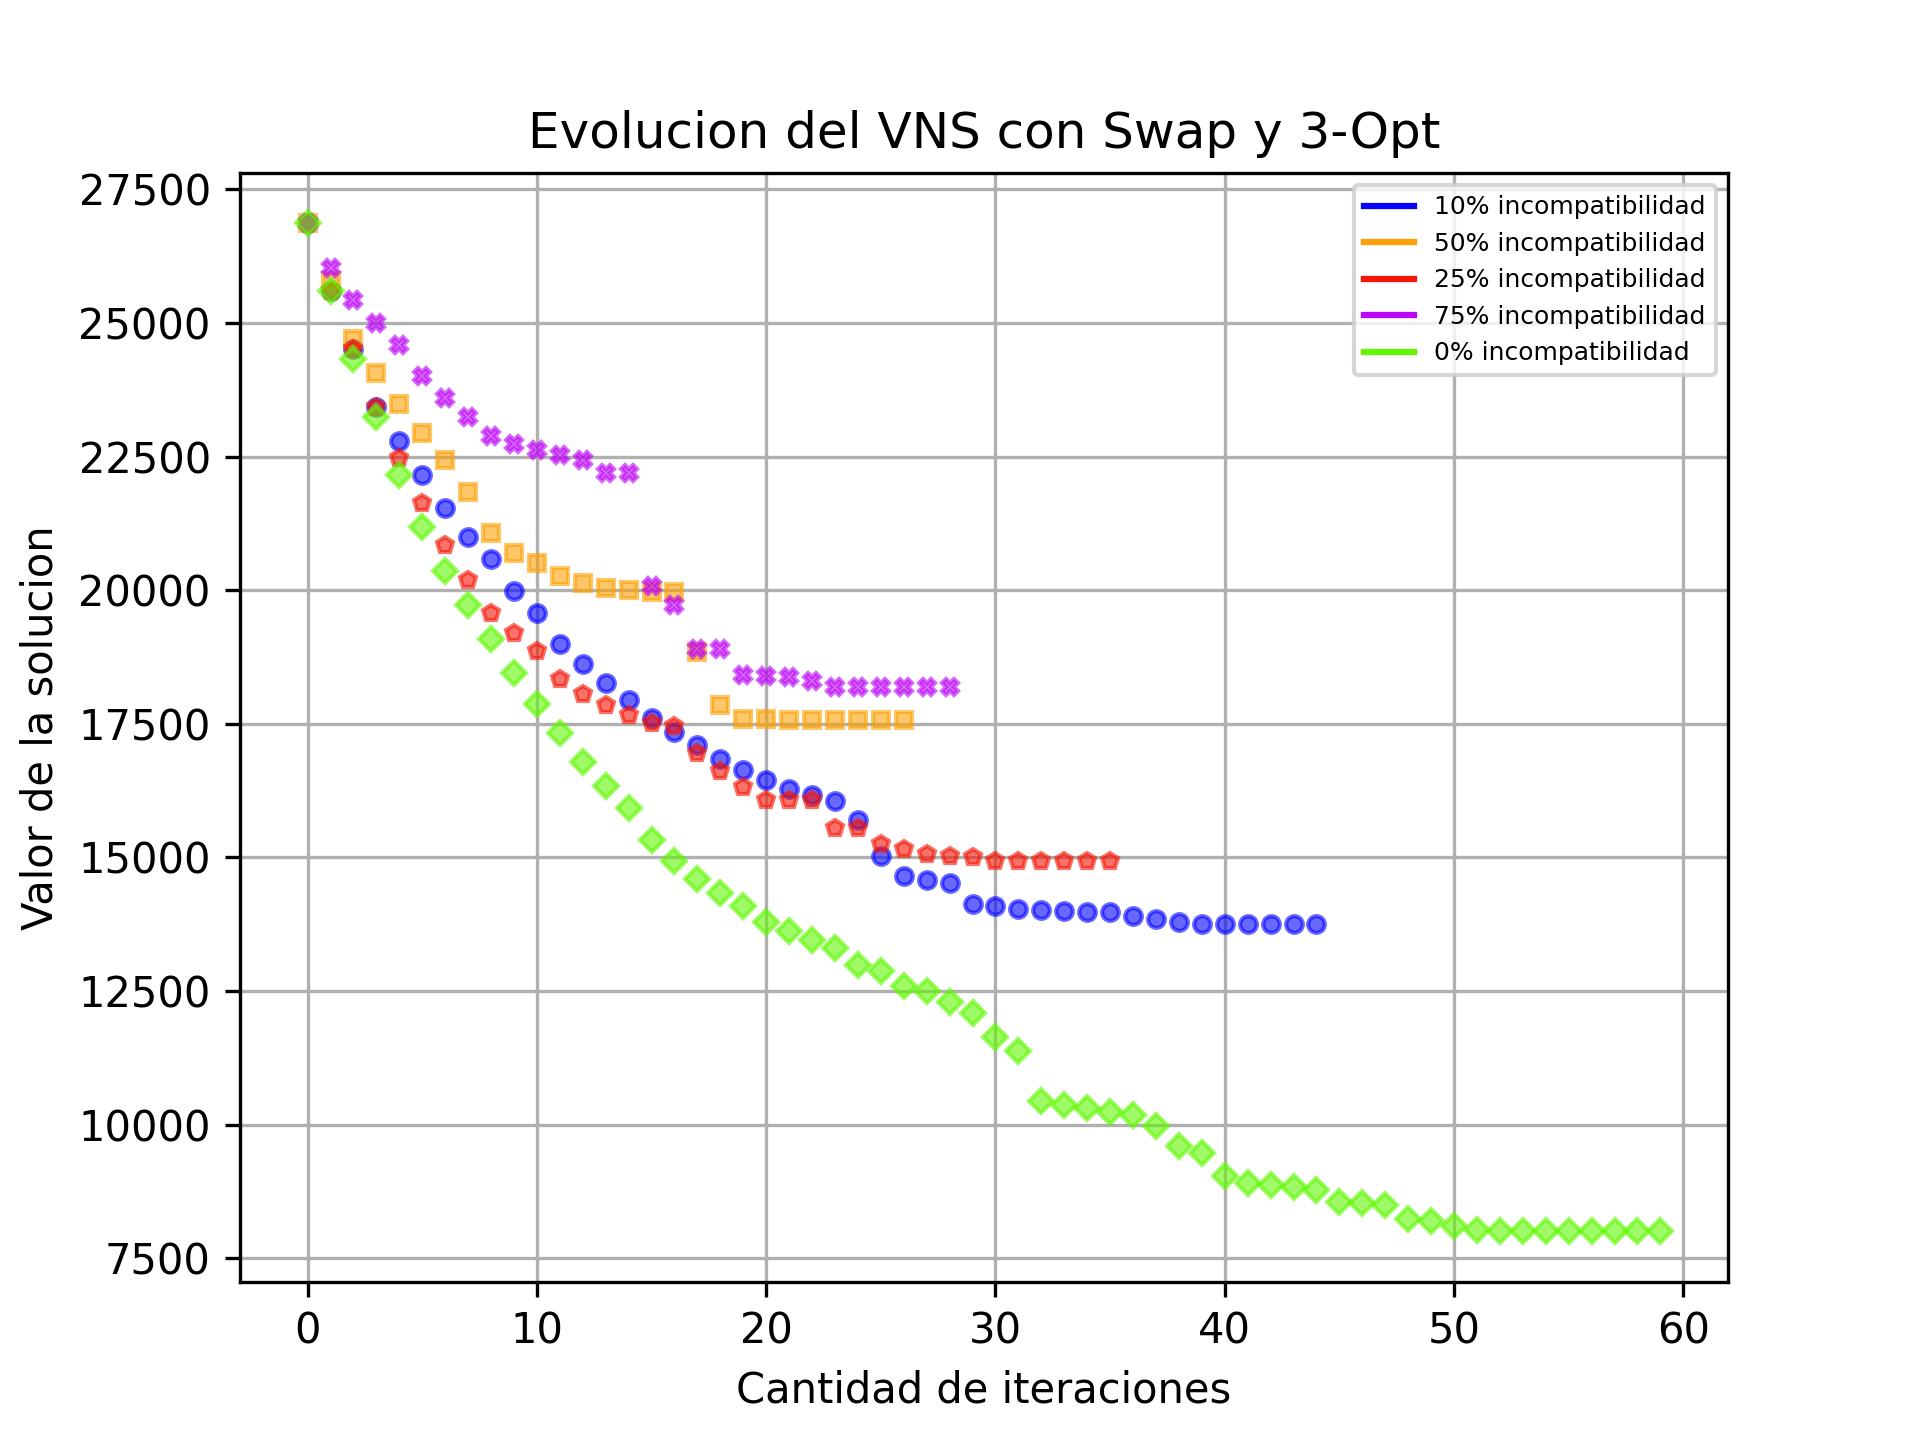 Evolucion del VNS con Swap y 3-Opt
27500
25000
22500
20000
17500
15000
12500
10000
7500
Valor de la solucion
10% incompatibilidad
50% incompatibilidad
25% incompatibilidad
75% incompatibilidad
0% incompatibilidad
0 10 20 30 40 50 60
Cantidad de iteraciones